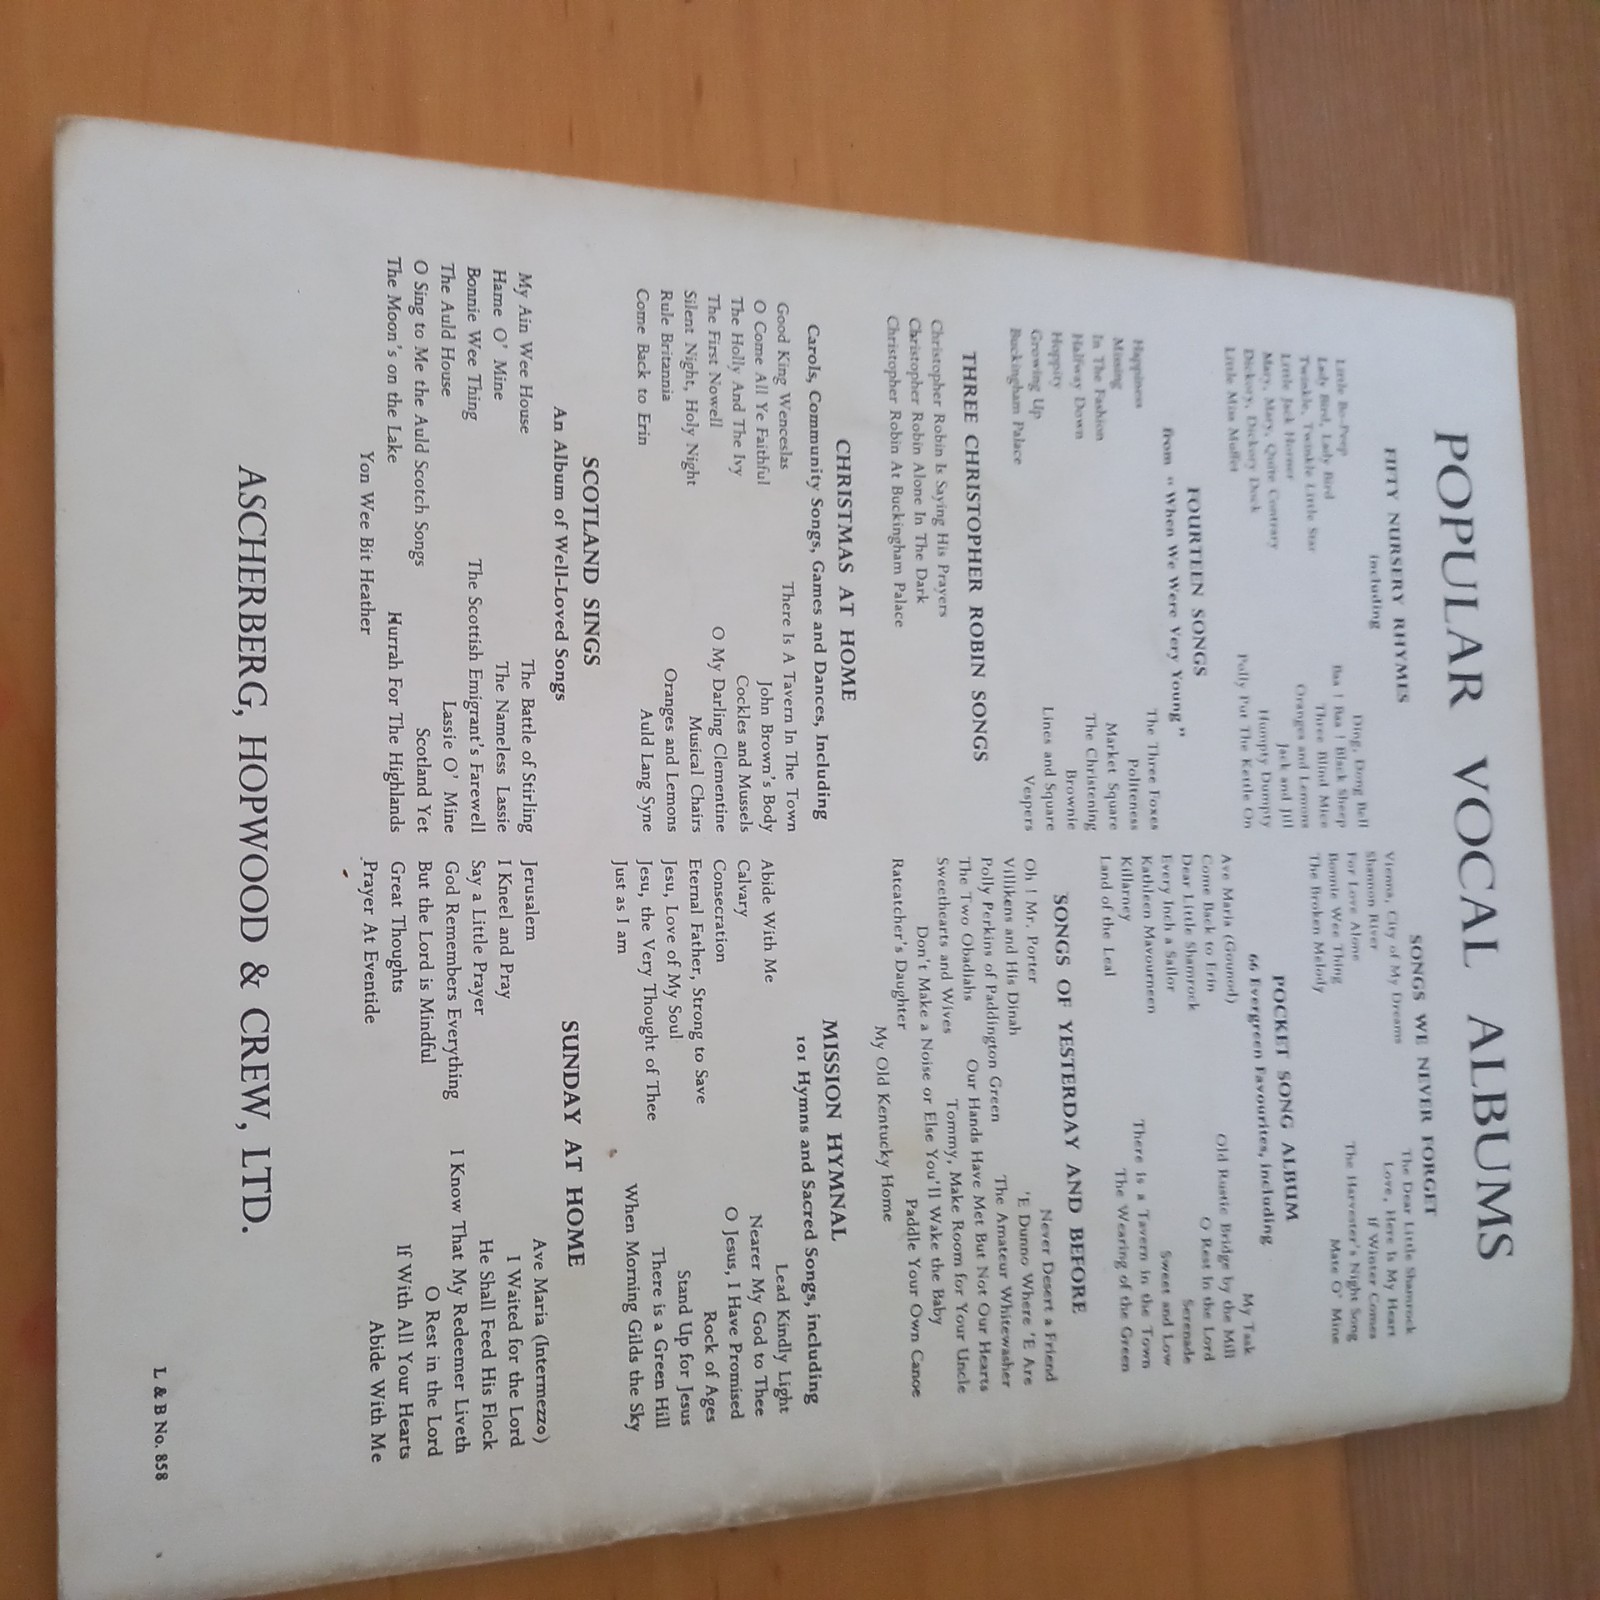 POPULAR VOCAL ALBUMS
FIFTY NURSERY RHYMES
including
Little Bo-Peep
Lady Bird, Lady Bird
Twinkle, Twinkle Little Star
Little Jack Horner
Mary, Mary, Quite Contrary
Dickory, Dickory Dock
Little Miss Muffet
Ding, Dong Bell
Baa ! Baa ! Black Sheep
Three Blind Mice
Oranges and Lemons
Jack and Jill
Humpty Dumpty
Polly Put The Kettle On
FOURTEEN SONGS
from " When We Were Very Young "
Happiness
Missing
In The Fashion
Halfway Down
Hoppity
Growing Up
Buckingham Palace
The Three Foxes
Politeness
Market Square
The Christening
Brownie
Lines and Square
Vespers
THREE CHRISTOPHER ROBIN SONGS
Christopher Robin Is Saying His Prayers
Christopher Robin Alone In The Dark
Christopher Robin At Buckingham Palace
CHRISTMAS AT HOME
Carols, Community Songs, Games and Dances, Including
Good King Wenceslas
O Come All Ye Faithful
The Holly And The Ivy
The First Nowell
Silent Night, Holy Night
Rule Britannia
Come Back to Erin
There Is A Tavern In The Town
John Brown's Body
Cockles and Mussels
O My Darling Clementine
Musical Chairs
Oranges and Lemons
Auld Lang Syne
SCOTLAND SINGS
An Album of Well-Loved Songs
My Ain Wee House
Hame O' Mine
Bonnie Wee Thing
The Auld House
O Sing to Me the Auld Scotch Songs
The Moon's on the Lake
The Battle of Stirling
The Nameless Lassie
The Scottish Emigrant's Farewell
Lassie O' Mine
Scotland Yet
Hurrah For The Highlands
Yon Wee Bit Heather
SONGS WE NEVER FORGET
Vienna, City of My Dreams
Shannon River
For Love Alone
Bonnie Wee Thing
The Broken Melody
The Dear Little Shamrock
Love, Here Is My Heart
If Winter Comes
The Harvester's Night Song
Mate O' Mine
POCKET SONG ALBUM
66 Evergreen Favourites, including
Ave Maria (Gounod)
Come Back to Erin
Dear Little Shamrock
Every Inch a Sailor
Kathleen Mavourneen
Killarney
Land of the Leal
My Task
Old Rustic Bridge by the Mill
O Rest In the Lord
Serenade
Sweet and Low
There is a Tavern in the Town
The Wearing of the Green
SONGS OF YESTERDAY AND BEFORE
Oh ! Mr. Porter
Villikens and His Dinah
Polly Perkins of Paddington Green
The Two Obadiahs
Sweethearts and Wives
Don't Make a Noise or Else You'll Wake the Baby
Ratcatcher's Daughter
Never Desert a Friend
'E Dunno Where 'E Are
The Amateur Whitewasher
Our Hands Have Met But Not Our Hearts
Tommy, Make Room for Your Uncle
Paddle Your Own Canoe
My Old Kentucky Home
MISSION HYMNAL
101 Hymns and Sacred Songs, including
Abide With Me
Calvary
Consecration
Eternal Father, Strong to Save
Jesu, Love of My Soul
Jesu, the Very Thought of Thee
Just as I am
Lead Kindly Light
Nearer My God to Thee
O Jesus, I Have Promised
Rock of Ages
Stand Up for Jesus
There is a Green Hill
When Morning Gilds the Sky
SUNDAY AT HOME
Jerusalem
I Kneel and Pray
Say a Little Prayer
God Remembers Everything
But the Lord is Mindful
Great Thoughts
Prayer At Eventide
Ave Maria (Intermezzo)
I Waited for the Lord
He Shall Feed His Flock
I Know That My Redeemer Liveth
O Rest in the Lord
If With All Your Hearts
Abide With Me
ASCHERBERG, HOPWOOD & CREW, LTD.
L & B No. 858